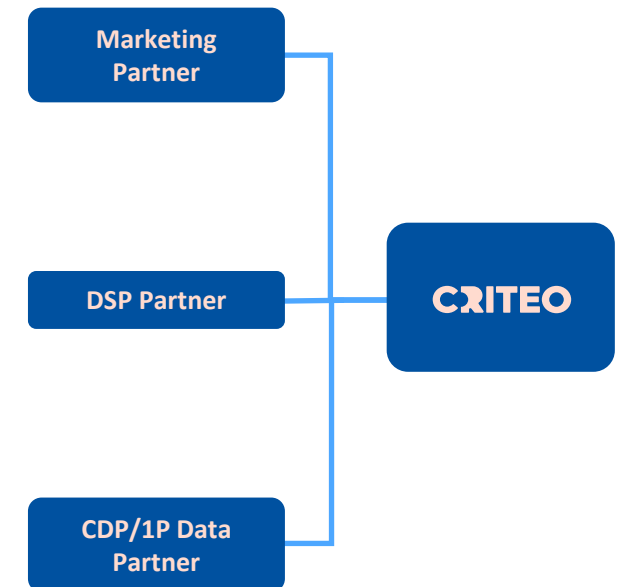 Marketing
Partner
DSP Partner
CRITEO
CDP/1P Data
Partner